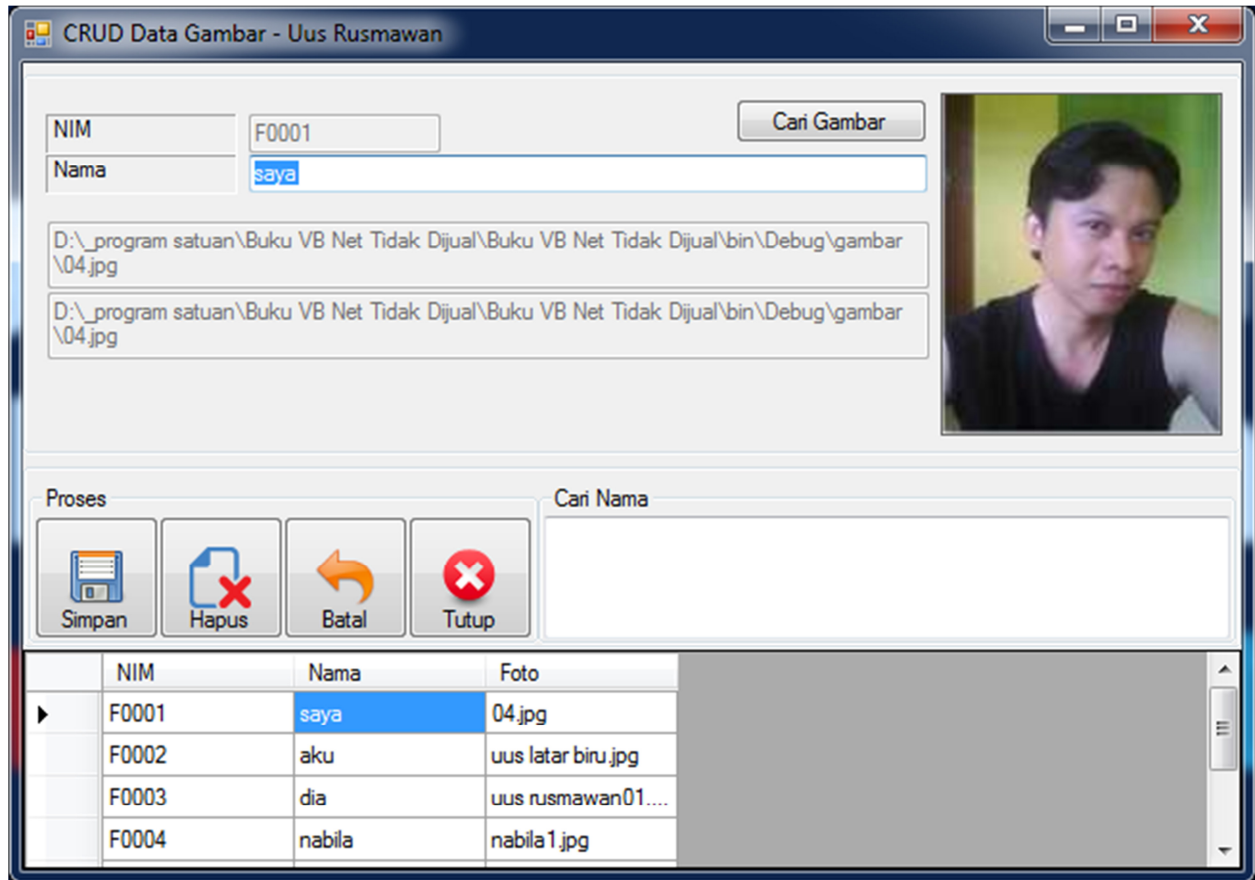 CRUD Data Gambar - Uus Rusmawan
NIM
F0001
Cari Gambar
Nama
saya
D:\_program satuan\Buku VB Net Tidak Dijual\Buku VB Net Tidak Dijual\bin\Debug\gambar
\04.jpg
D:\_program satuan\Buku VB Net Tidak Dijual\Buku VB Net Tidak Dijual\bin\Debug\gambar
\04.jpg
Proses
Cari Nama
Simpan
Hapus
Batal
Tutup
NIM Nama Foto
F0001 saya 04.jpg
F0002 aku uus latar biru.jpg
F0003 dia uus rusmawan01....
F0004 nabila nabila1.jpg